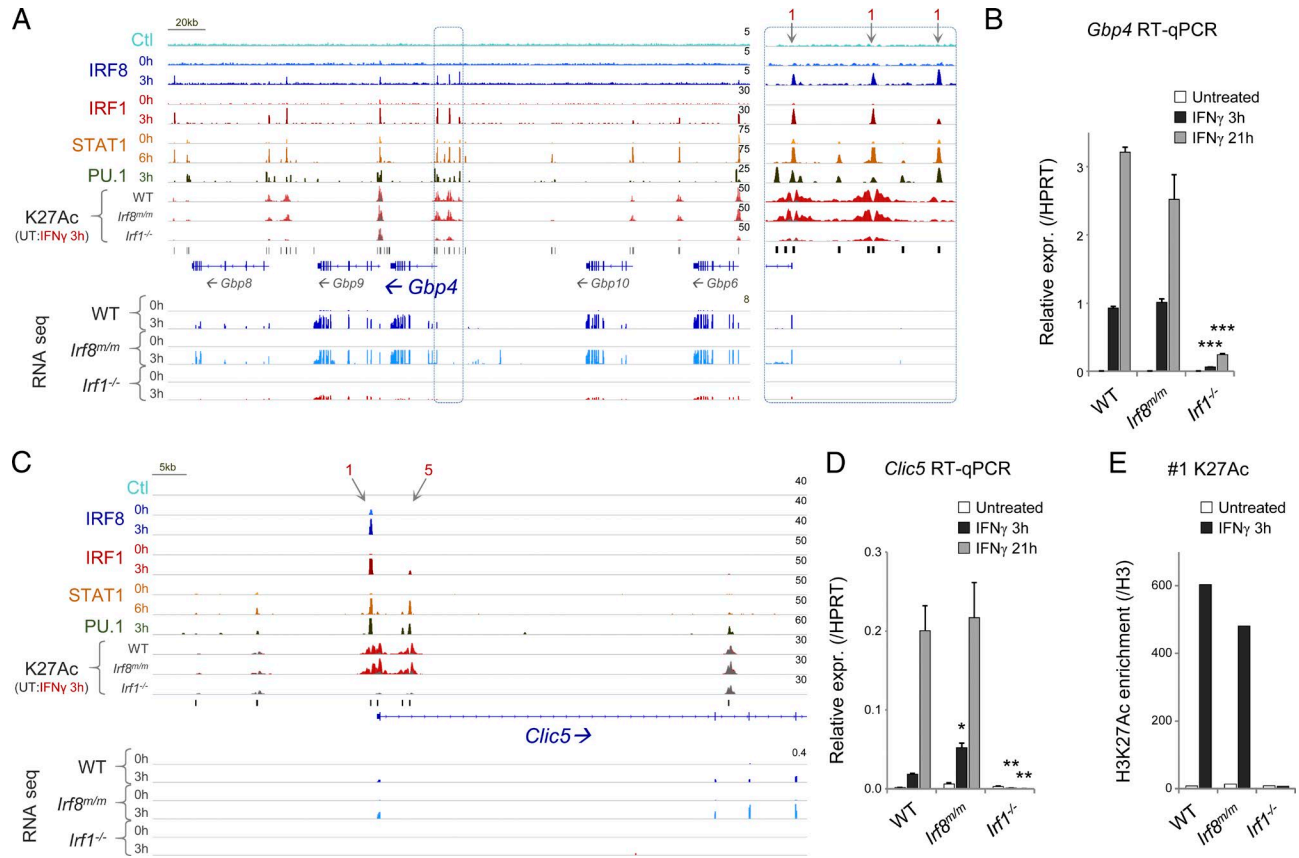 A
20kb
1 1 1
Ctl 5
IRF8 0h 5
3h 5
IRF1 0h 30
3h 30
STAT1 0h 75
6h 75
PU.1 3h 25
K27Ac WT 50
(UT:IFNγ 3h) Irf8m/m 50
Irf1-/- 50
← Gbp8 ← Gbp9 ← Gbp4 ← Gbp10 ← Gbp6
RNA seq
WT 0h 8
3h
Irf8m/m 0h
3h
Irf1-/- 0h
3h
B
Gbp4 RT-qPCR
Untreated
IFNγ 3h
IFNγ 21h
Relative expr. (/HPRT)
3
2
1
0
*** ***
WT Irf8m/m Irf1-/-
C
5kb
1 5
Ctl 40
IRF8 0h 40
3h 40
IRF1 0h 50
3h 50
STAT1 0h 50
6h 50
PU.1 3h 60
K27Ac WT 30
(UT:IFNγ 3h) Irf8m/m 30
Irf1-/- 30
Clic5→
RNA seq
WT 0h 0.4
3h
Irf8m/m 0h
3h
Irf1-/- 0h
3h
D
Clic5 RT-qPCR
Untreated
IFNγ 3h
IFNγ 21h
Relative expr. (/HPRT)
0.3
0.2
0.1
0.0
* ** **
WT Irf8m/m Irf1-/-
E
#1 K27Ac
Untreated
IFNγ 3h
H3K27Ac enrichment (/H3)
600
400
200
0
WT Irf8m/m Irf1-/-